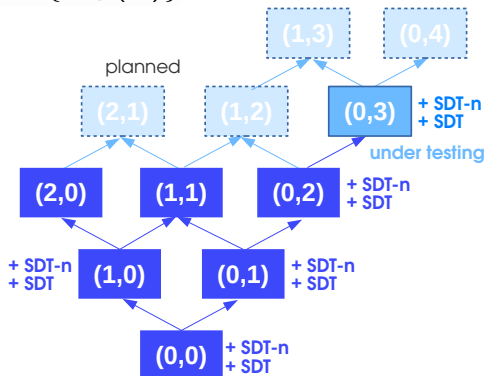 (1,3) (0,4)
planned
(2,1) (1,2) (0,3) + SDT-n
+ SDT
under testing
(2,0) (1,1) (0,2) + SDT-n
+ SDT
+ SDT-n (1,0) (0,1) + SDT-n
+ SDT + SDT
(0,0) + SDT-n
+ SDT